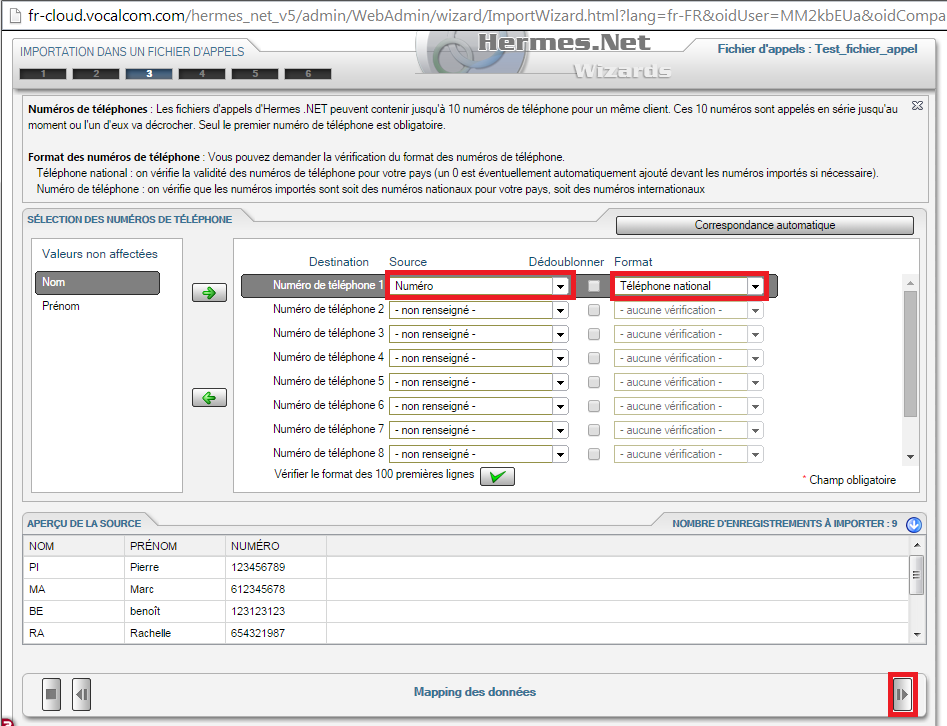 fr-cloud.vocalcom.com/hermes_net_v5/admin/WebAdmin/wizard/ImportWizard.html?lang=fr-FR&oidUser=MM2kbEUa&oidCompa
IMPORTATION DANS UN FICHIER D'APPELS
Hermes.Net
Wizards
Fichier d'appels : Test_fichier_appel
1 2 3 4 5 6
Numéros de téléphones : Les fichiers d'appels d'Hermes .NET peuvent contenir jusqu'à 10 numéros de téléphone pour un même client. Ces 10 numéros sont appelés en série jusqu'au
moment ou l'un d'eux va décrocher. Seul le premier numéro de téléphone est obligatoire.
Format des numéros de téléphone : Vous pouvez demander la vérification du format des numéros de téléphone.
Téléphone national : on vérifie la validité des numéros de téléphone pour votre pays (un 0 est éventuellement automatiquement ajouté devant les numéros importés si nécessaire).
Numéro de téléphone : on vérifie que les numéros importés sont soit des numéros nationaux pour votre pays, soit des numéros internationaux
SÉLECTION DES NUMÉROS DE TÉLÉPHONE
Correspondance automatique
Valeurs non affectées
Nom
Prénom
Destination Source Dédoublonner Format
Numéro de téléphone 1 Numéro Téléphone national
Numéro de téléphone 2 - non renseigné - - aucune vérification -
Numéro de téléphone 3 - non renseigné - - aucune vérification -
Numéro de téléphone 4 - non renseigné - - aucune vérification -
Numéro de téléphone 5 - non renseigné - - aucune vérification -
Numéro de téléphone 6 - non renseigné - - aucune vérification -
Numéro de téléphone 7 - non renseigné - - aucune vérification -
Numéro de téléphone 8 - non renseigné - - aucune vérification -
Vérifier le format des 100 premières lignes
* Champ obligatoire
APERÇU DE LA SOURCE
NOMBRE D'ENREGISTREMENTS À IMPORTER : 9
NOM PRÉNOM NUMÉRO
PI Pierre 123456789
MA Marc 612345678
BE benoît 123123123
RA Rachelle 654321987
Mapping des données